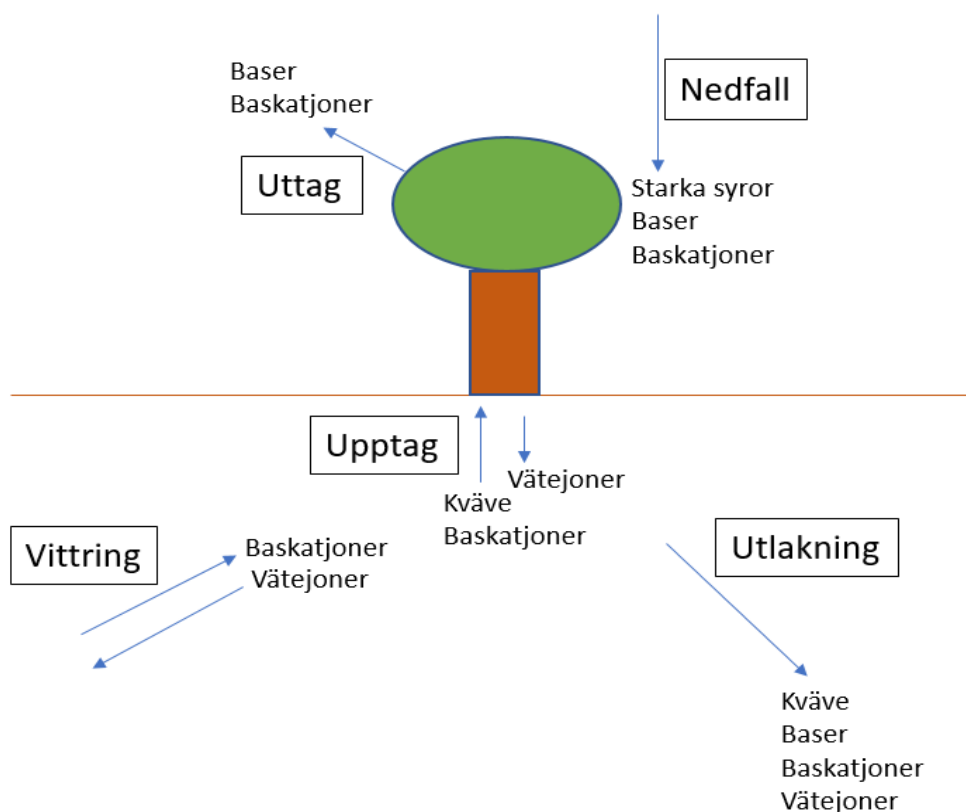 Baser
Baskatjoner
Nedfall
Uttag
Starka syror
Baser
Baskatjoner
Upptag
Vätejoner
Kväve
Baskatjoner
Vittring
Baskatjoner
Vätejoner
Utlakning
Kväve
Baser
Baskatjoner
Vätejoner